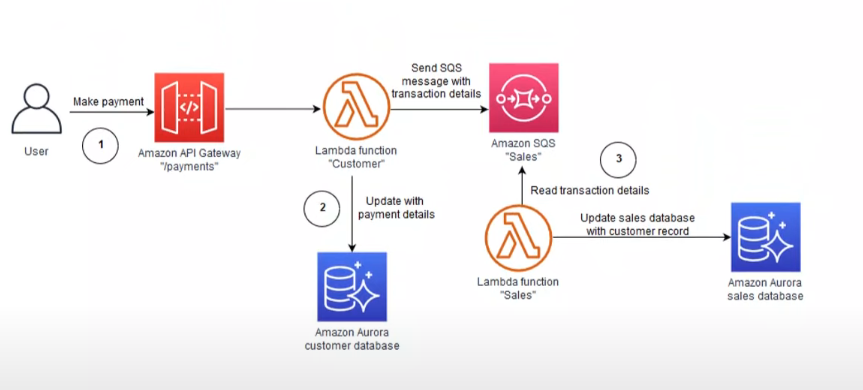 Make payment
1
User
Amazon API Gateway
"/payments"
Lambda function
"Customer"
Send SQS
message with
transaction details
Amazon SQS
"Sales"
2
Update with
payment details
Amazon Aurora
customer database
3
Read transaction details
Lambda function
"Sales"
Update sales database
with customer record
Amazon Aurora
sales database